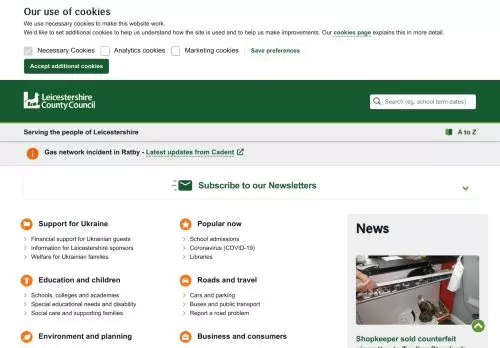 Our use of cookies
We use necessary cookies to make this website work.
We'd like to set additional cookies to help us understand how the site is used and to help us make improvements. Our cookies page explains this in more detail.
Necessary Cookies Analytics cookies Marketing cookies Save preferences
Accept additional cookies
Leicestershire
County Council
Search (eg. school term dates)
Serving the people of Leicestershire
A to Z
Gas network incident in Ratby - Latest updates from Cadent
Subscribe to our Newsletters
Support for Ukraine
Financial support for Ukrainian guests
Information for Leicestershire sponsors
Welfare for Ukrainian families
Popular now
School admissions
Coronavirus (COVID-19)
Libraries
Education and children
Schools, colleges and academies
Special educational needs and disability
Social care and supporting families
Roads and travel
Cars and parking
Buses and public transport
Report a road problem
Environment and planning
Business and consumers
News
Shopkeeper sold counterfeit